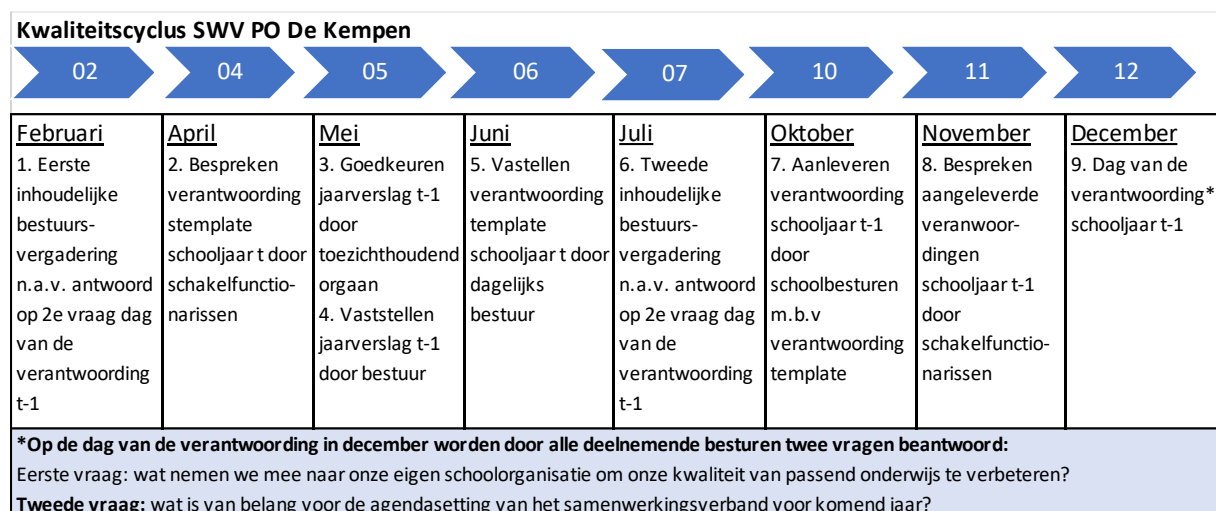 Kwaliteitscyclus SWV PO De Kempen
02
04
05
06
07
10
11
12
Februari
1. Eerste
inhoudelijke
bestuurs-
vergadering
n.a.v. antwoord
op 2e vraag dag
van de
verantwoording
t-1
April
2. Bespreken
verantwoording
stemplate
schooljaar t door
schakelfunctio-
narissen
Mei
3. Goedkeuren
jaarverslag t-1
door
toezichthoudend
orgaan
4. Vaststellen
jaarverslag t-1
door bestuur
Juni
5. Vastellen
verantwoording
template
schooljaar t door
dagelijks
bestuur
Juli
6. Tweede
inhoudelijke
bestuurs-
vergadering
n.a.v. antwoord
op 2e vraag dag
van de
verantwoording
t-1
Oktober
7. Aanleveren
verantwoording
schooljaar t-1
door
schoolbesturen
m.b.v
verantwoording
template
November
8. Bespreken
aangeleverde
veranwoor-
dingen
schooljaar t-1
door
schakelfunctio-
narissen
December
9. Dag van de
verantwoording*
schooljaar t-1
*Op de dag van de verantwoording in december worden door alle deelnemende besturen twee vragen beantwoord:
Eerste vraag: wat nemen we mee naar onze eigen schoolorganisatie om onze kwaliteit van passend onderwijs te verbeteren?
Tweede vraag: wat is van belang voor de agendasetting van het samenwerkingsverband voor komend jaar?